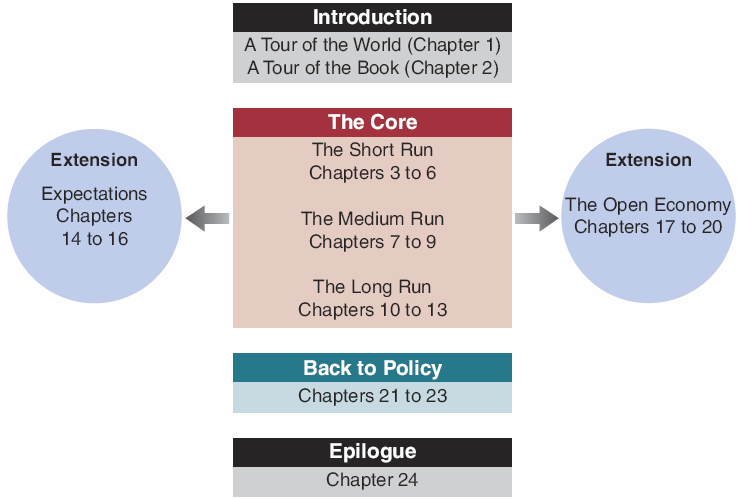 Introduction
A Tour of the World (Chapter 1)
A Tour of the Book (Chapter 2)
The Core
The Short Run
Chapters 3 to 6
The Medium Run
Chapters 7 to 9
The Long Run
Chapters 10 to 13
Extension
Expectations
Chapters
14 to 16
Extension
The Open Economy
Chapters 17 to 20
Back to Policy
Chapters 21 to 23
Epilogue
Chapter 24